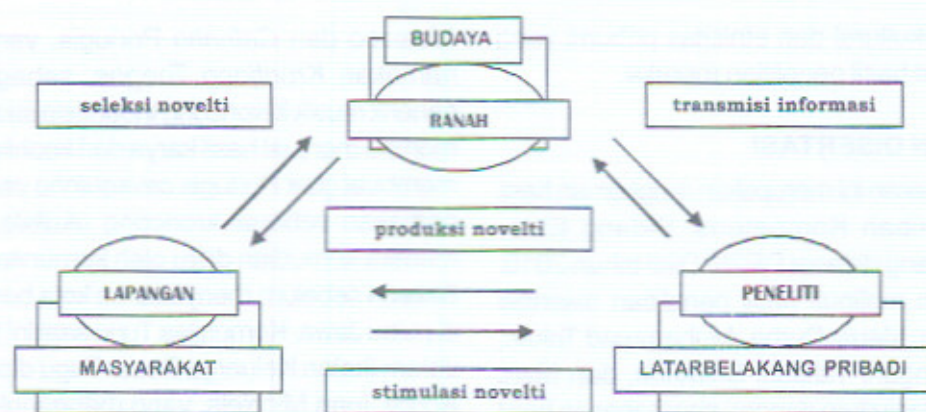 BUDAYA
seleksi novelti
transmisi informasi
RANAH
produksi novelti
LAPANGAN
PENELITI
MASYARAKAT
LATARBELAKANG PRIBADI
stimulasi novelti